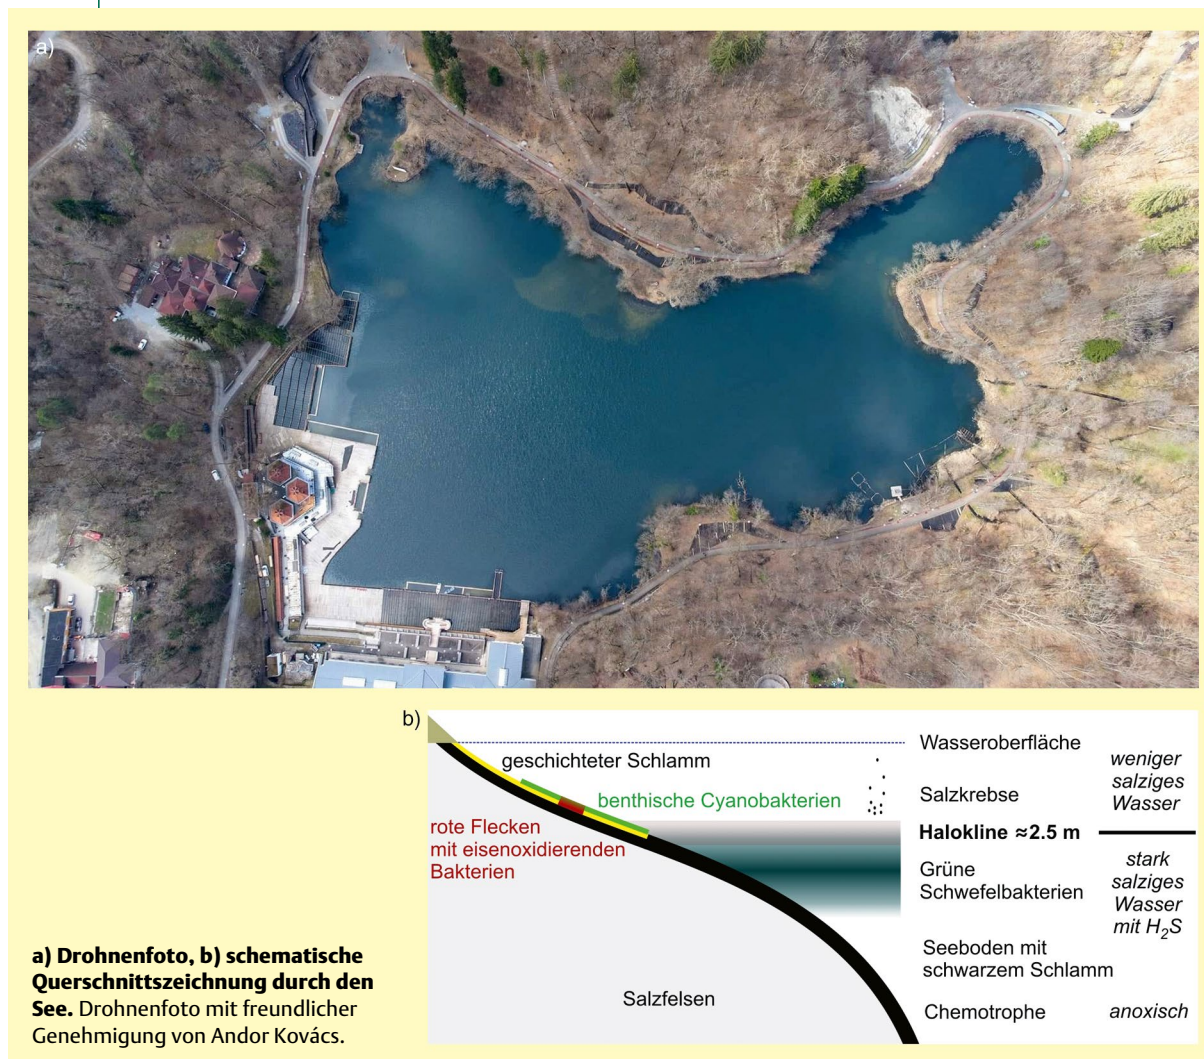 a)
b)
Wasseroberfläche
geschichteter Schlamm
weniger
salziges
Wasser
Salzkrebse
benthische Cyanobakterien
rote Flecken
mit eisenoxidierenden
Bakterien
Halokline ≈2.5 m
Grüne
Schwefelbakterien
stark
salziges
Wasser
mit H₂S
Seeboden mit
schwarzem Schlamm
Salzfelsen
Chemotrophe
anoxisch
a) Drohnenfoto, b) schematische
Querschnittszeichnung durch den
See. Drohnenfoto mit freundlicher
Genehmigung von Andor Kovács.